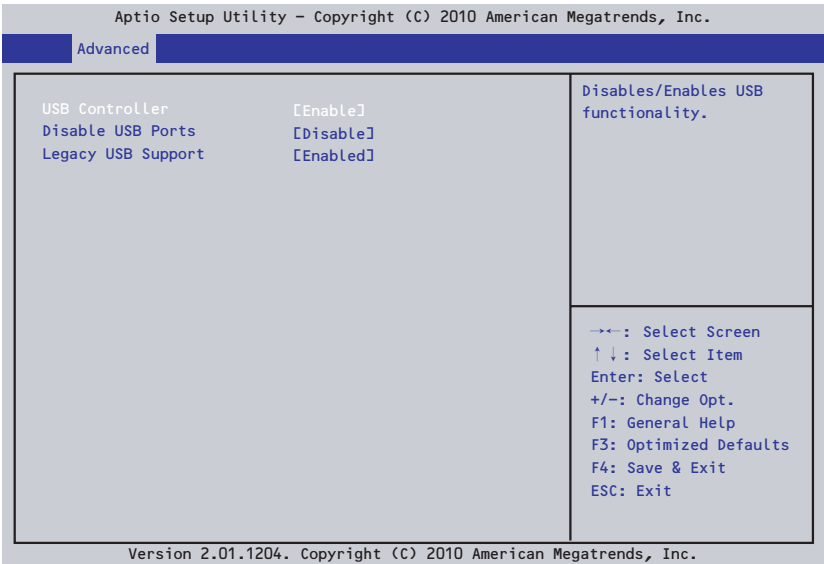 Aptio Setup Utility – Copyright (C) 2010 American Megatrends, Inc.
Advanced
USB Controller [Enable]
Disable USB Ports [Disable]
Legacy USB Support [Enabled]
Disables/Enables USB
functionality.
→←: Select Screen
↑↓: Select Item
Enter: Select
+/–: Change Opt.
F1: General Help
F3: Optimized Defaults
F4: Save & Exit
ESC: Exit
Version 2.01.1204. Copyright (C) 2010 American Megatrends, Inc.